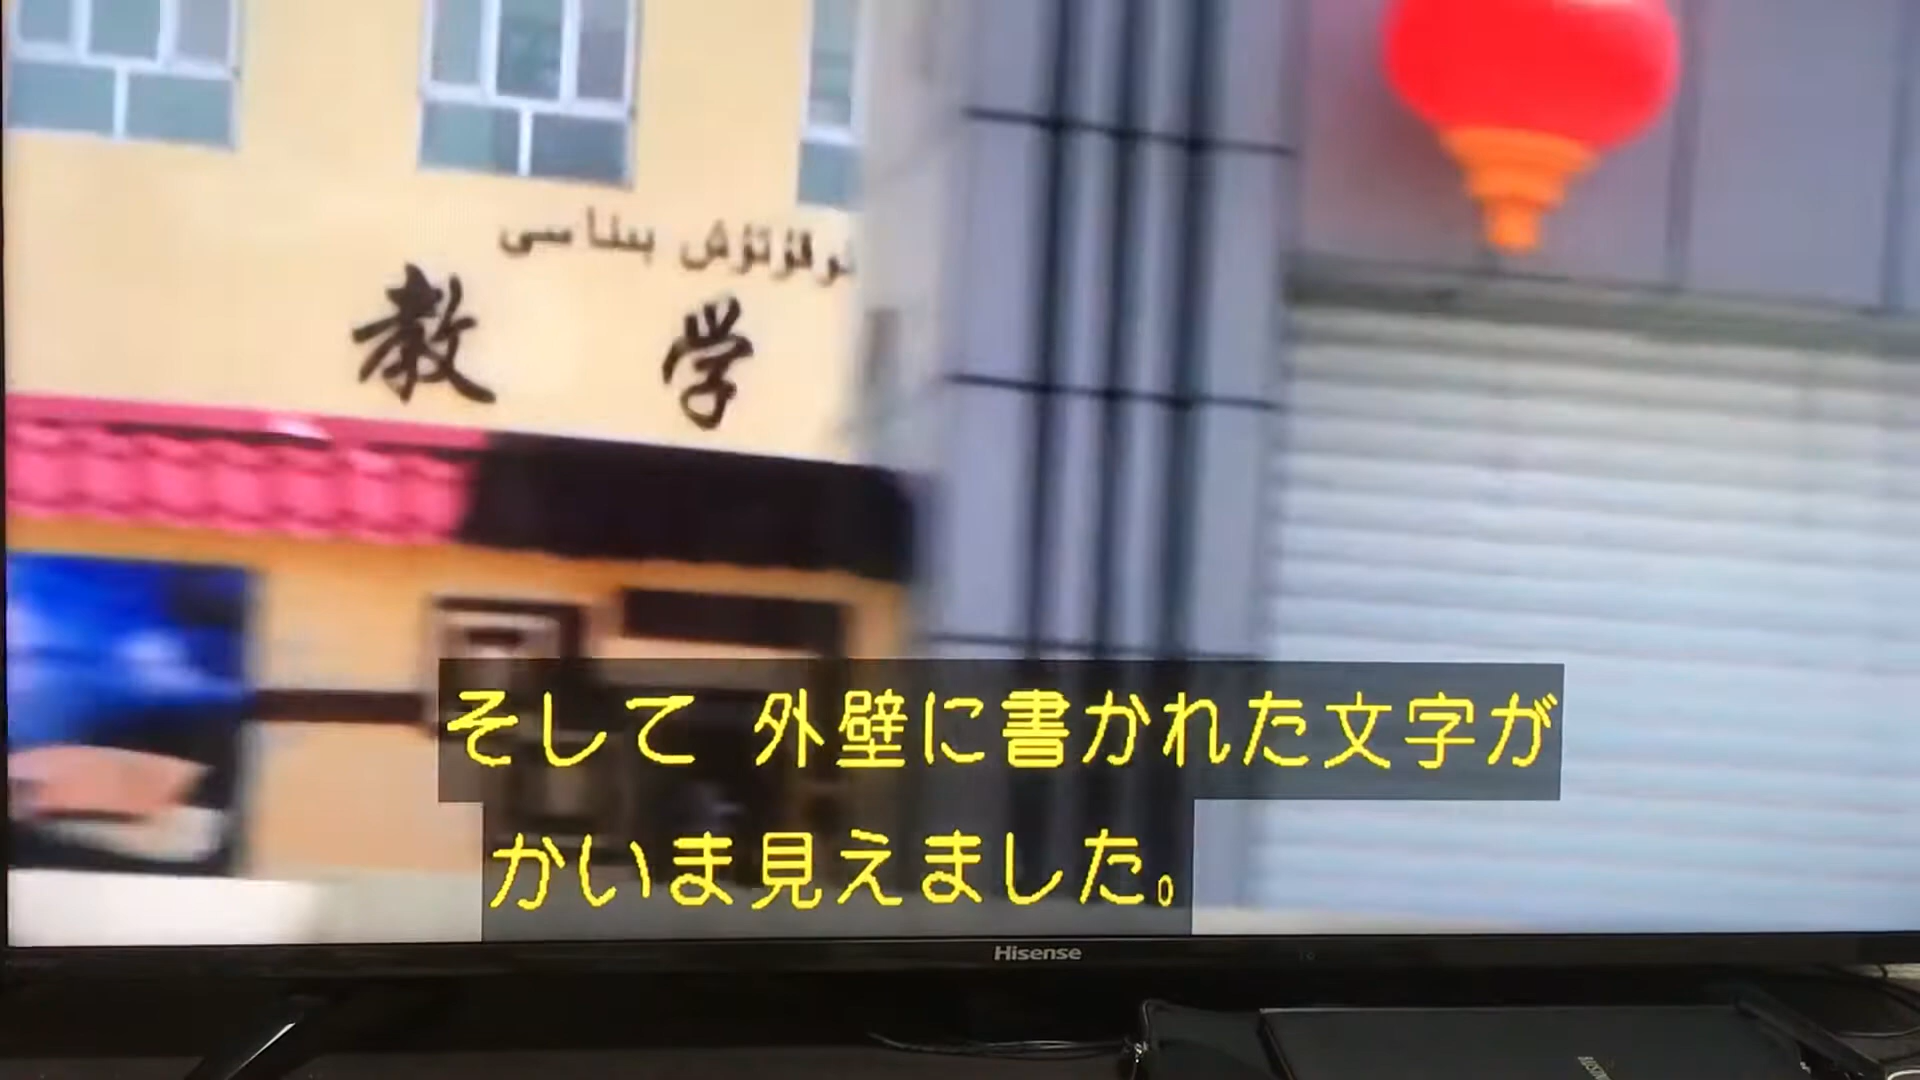 ئوقۇتۇش بىناسى
教 学
そして 外壁に書かれた文字が
かいま見えました。
Hisense